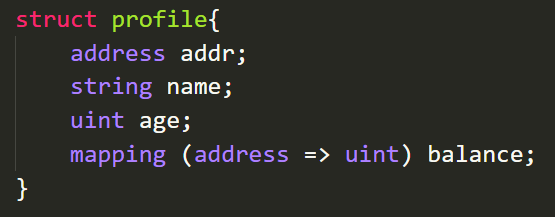 struct profile{
    address addr;
    string name;
    uint age;
    mapping (address => uint) balance;
}